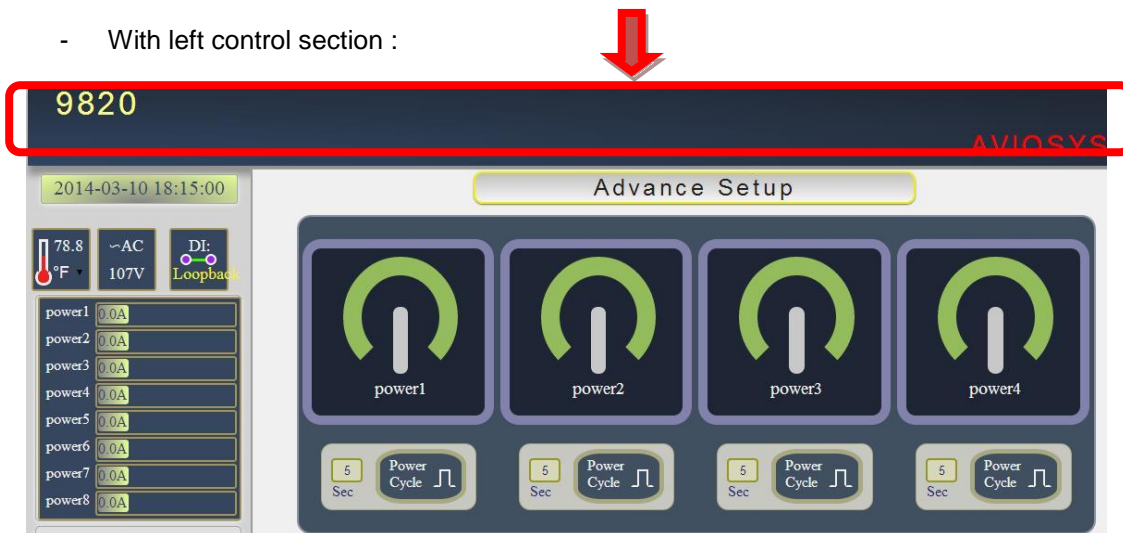 - With left control section :
9820
AVIOSYS
2014-03-10 18:15:00
Advance Setup
78.8
°F
~AC
107V
DI:
Loopback
power1 0.0A
power2 0.0A
power3 0.0A
power4 0.0A
power5 0.0A
power6 0.0A
power7 0.0A
power8 0.0A
power1 power2 power3 power4
5 Sec Power Cycle
5 Sec Power Cycle
5 Sec Power Cycle
5 Sec Power Cycle